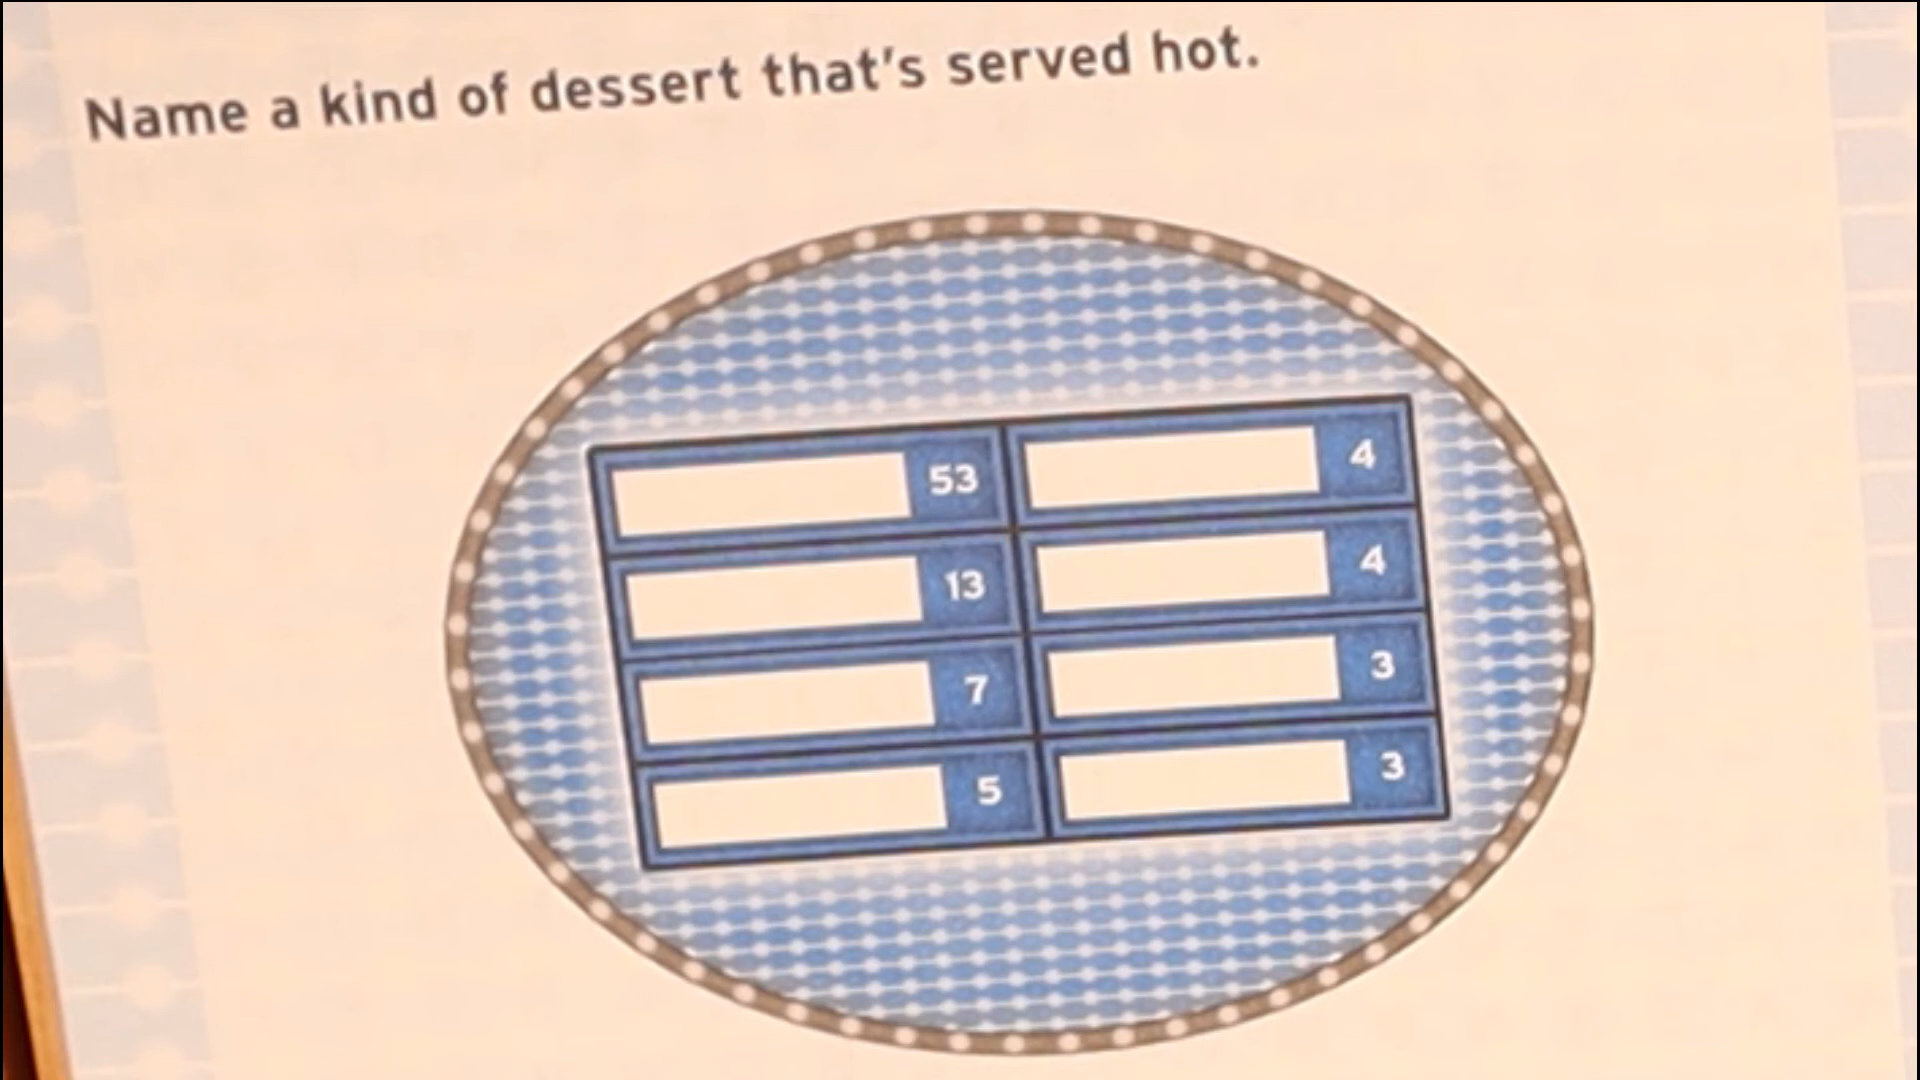 Name a kind of dessert that's served hot.
53 4
13 4
7 3
5 3